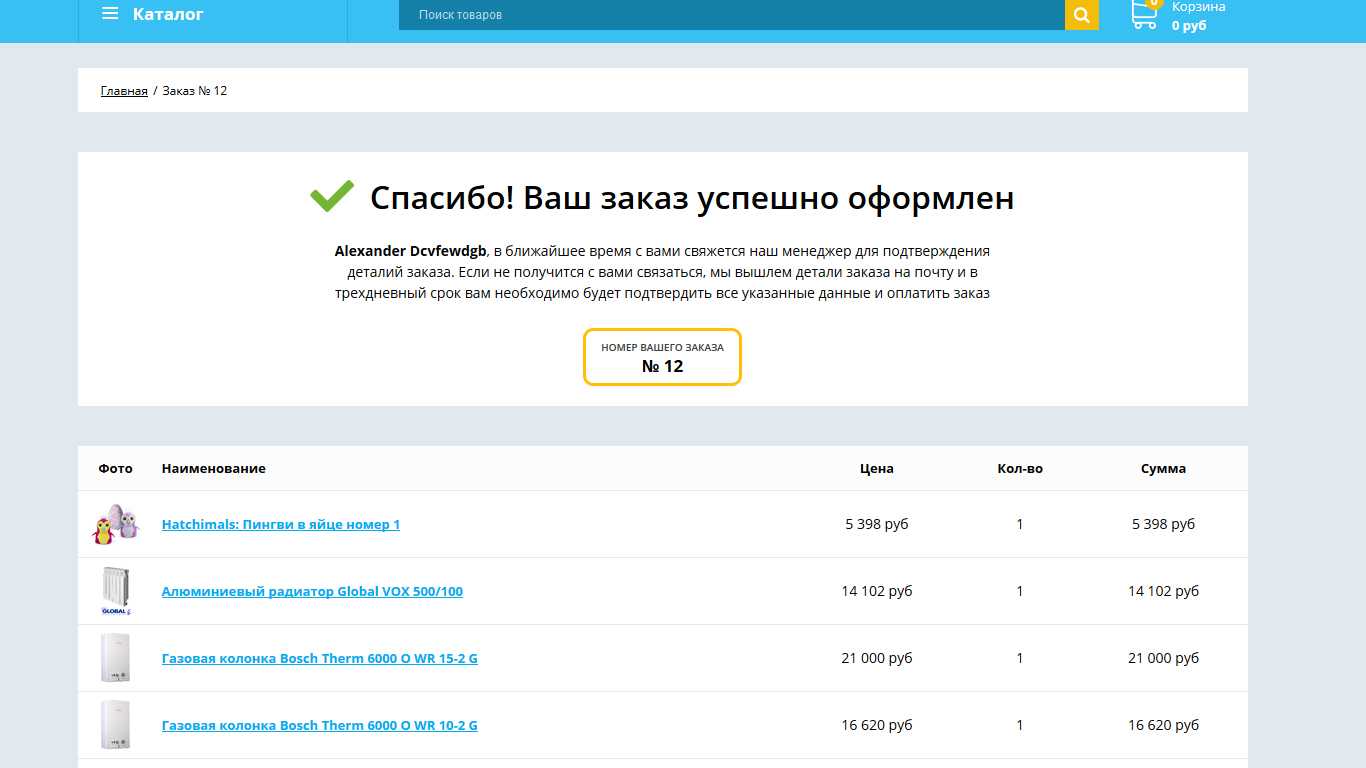 Каталог
Поиск товаров
0
Корзина
0 руб
Главная / Заказ № 12
Спасибо! Ваш заказ успешно оформлен
Alexander Dcvfewdgb, в ближайшее время с вами свяжется наш менеджер для подтверждения
деталий заказа. Если не получится с вами связаться, мы вышлем детали заказа на почту и в
трехдневный срок вам необходимо будет подтвердить все указанные данные и оплатить заказ
НОМЕР ВАШЕГО ЗАКАЗА
№ 12
Фото Наименование Цена Кол-во Сумма
Hatchimals: Пингви в яйце номер 1 5 398 руб 1 5 398 руб
GLOBAL
Алюминиевый радиатор Global VOX 500/100 14 102 руб 1 14 102 руб
Газовая колонка Bosch Therm 6000 O WR 15-2 G 21 000 руб 1 21 000 руб
Газовая колонка Bosch Therm 6000 O WR 10-2 G 16 620 руб 1 16 620 руб